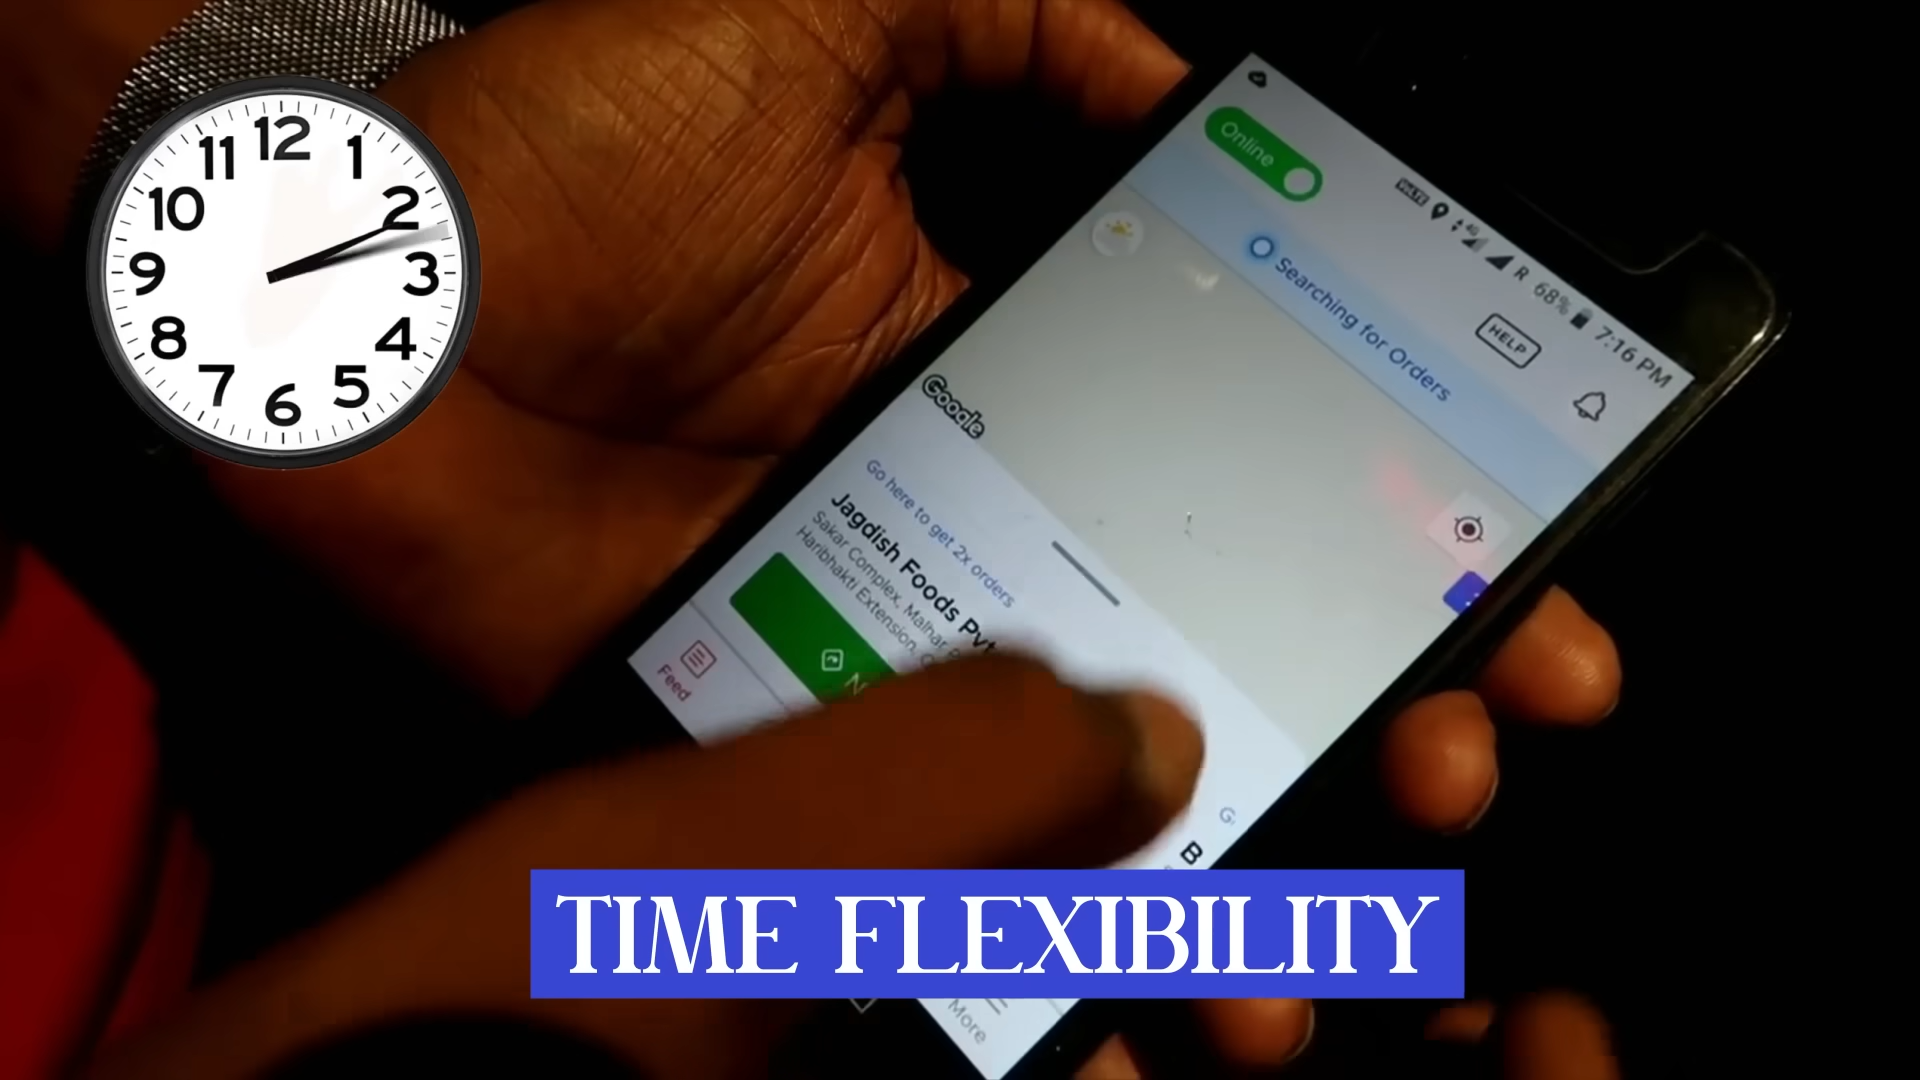 12
11
1
10
2
9
3
8
4
7
5
6
Online
VoLTE
4G
R 68% 7:16 PM
HELP
Searching for Orders
Google
Go here to get 2x orders
Jagdish Foods Pvt
Sakar Complex, Malhar
Haribhakti Extension,
N
Feed
B
TIME FLEXIBILITY
More